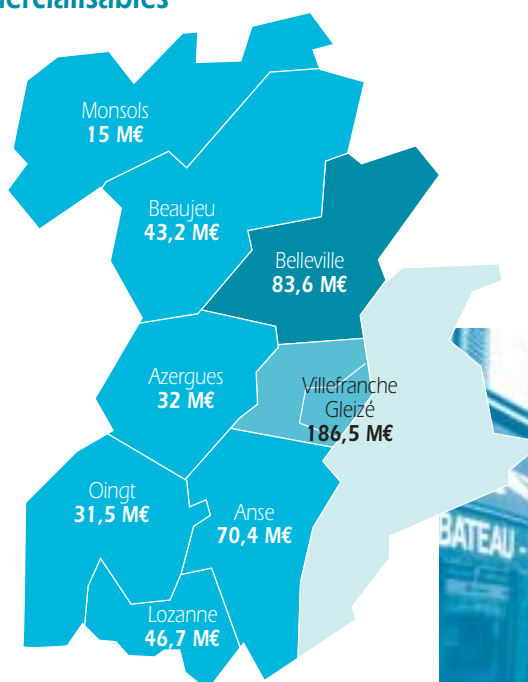 Monsols
15 M€
Beaujeu
43,2 M€
Belleville
83,6 M€
Azergues
32 M€
Villefranche
Gleizé
186,5 M€
Oingt
31,5 M€
Anse
70,4 M€
Lozanne
46,7 M€
BATEAU -